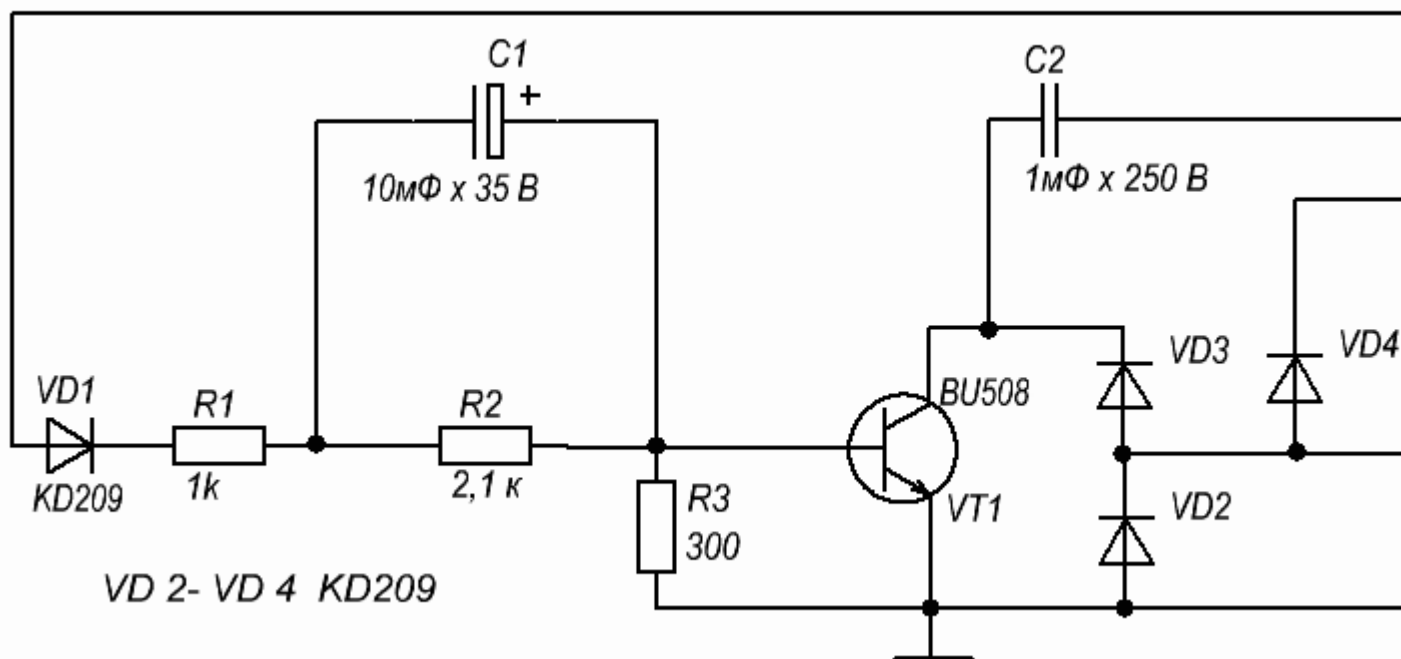 C1
+
10мФ x 35 В
C2
1мФ x 250 В
VD1
KD209
R1
1k
R2
2,1 к
R3
300
BU508
VT1
VD3
VD2
VD4
VD 2- VD 4 KD209